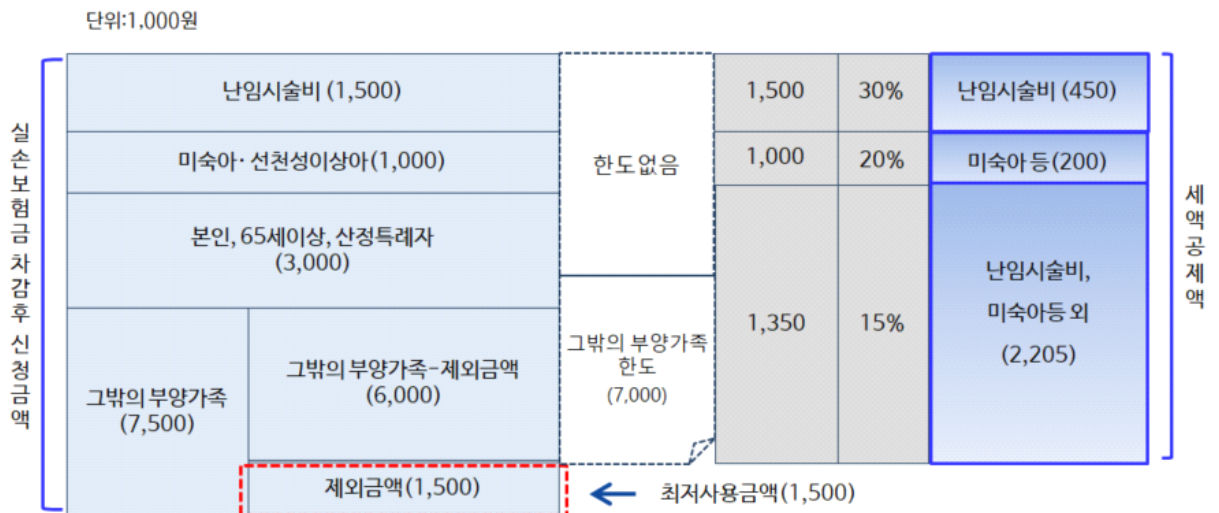 단위:1,000원
실손보험금 차감후 신청금액
난임시술비 (1,500)
미숙아· 선천성이상아(1,000)
본인, 65세이상, 산정특례자
(3,000)
그밖의 부양가족
(7,500)
그밖의 부양가족-제외금액
(6,000)
제외금액(1,500)
한도없음
그밖의 부양가족
한도
(7,000)
최저사용금액(1,500)
1,500
30%
난임시술비 (450)
1,000
20%
미숙아 등(200)
1,350
15%
난임시술비,
미숙아등 외
(2,205)
세액공제액